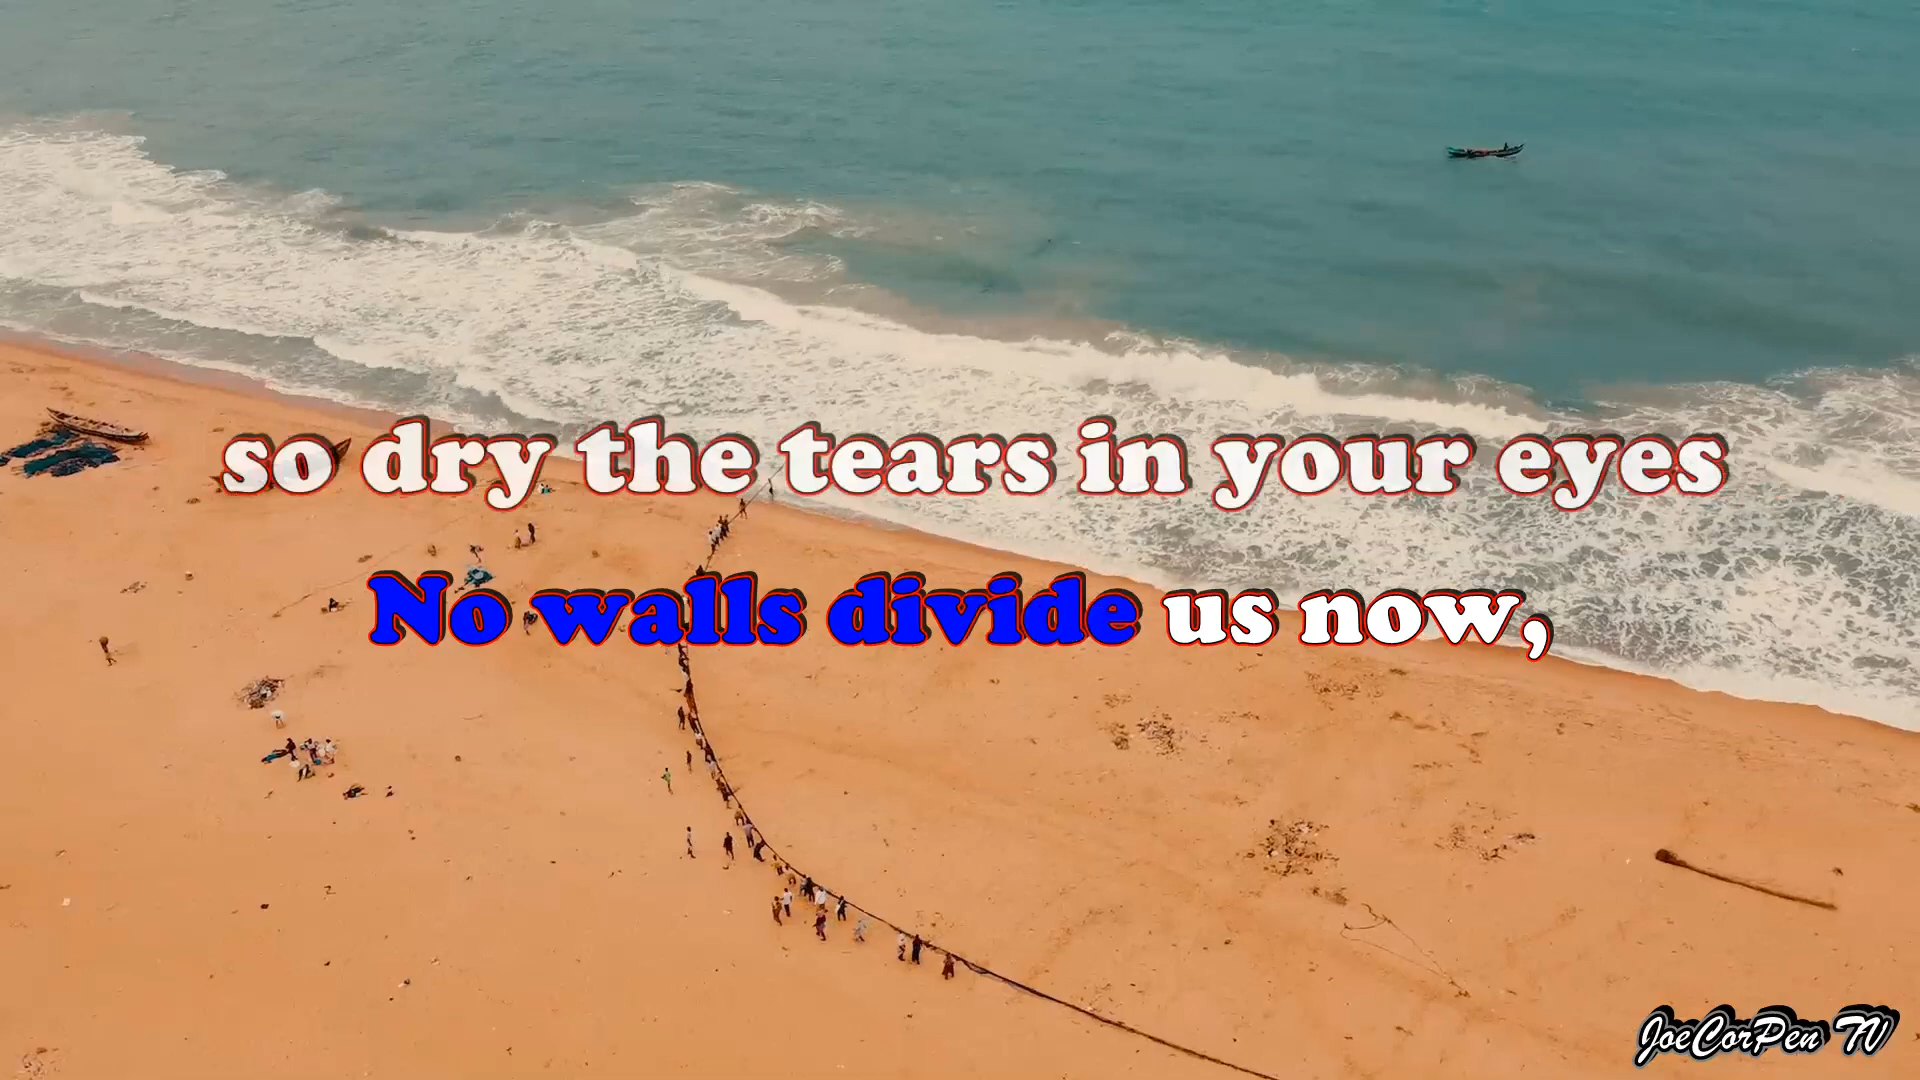 so dry the tears in your eyes
No walls divide us now,
JoeCorPen TV